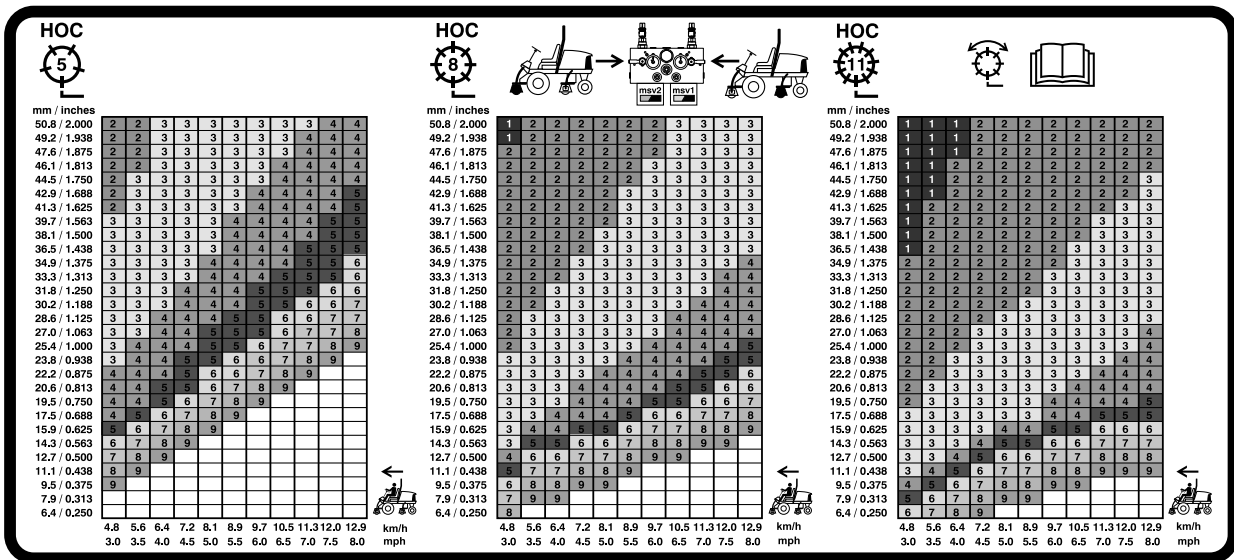 HOC
5
mm / inches
50.8 / 2.000 2 2 3 3 3 3 3 3 3 4 4
49.2 / 1.938 2 2 3 3 3 3 3 3 4 4 4
47.6 / 1.875 2 2 3 3 3 3 3 3 4 4 4
46.1 / 1.813 2 2 3 3 3 3 3 4 4 4 4
44.5 / 1.750 2 3 3 3 3 3 3 4 4 4 4
42.9 / 1.688 2 3 3 3 3 3 4 4 4 4 5
41.3 / 1.625 2 3 3 3 3 3 4 4 4 4 5
39.7 / 1.563 3 3 3 3 3 4 4 4 4 5 5
38.1 / 1.500 3 3 3 3 3 4 4 4 4 5 5
36.5 / 1.438 3 3 3 3 3 4 4 4 5 5 5
34.9 / 1.375 3 3 3 3 4 4 4 4 5 5 6
33.3 / 1.313 3 3 3 3 4 4 4 5 5 5 6
31.8 / 1.250 3 3 3 4 4 4 5 5 5 6 6
30.2 / 1.188 3 3 3 4 4 4 5 5 6 6 7
28.6 / 1.125 3 3 4 4 4 5 5 6 6 7 7
27.0 / 1.063 3 3 4 4 5 5 5 6 7 7 8
25.4 / 1.000 3 4 4 4 5 5 6 7 7 8 9
23.8 / 0.938 3 4 4 5 5 6 6 7 8 9
22.2 / 0.875 4 4 4 5 6 6 7 8 9
20.6 / 0.813 4 4 5 5 6 7 8 9
19.5 / 0.750 4 4 5 6 7 8 9
17.5 / 0.688 4 5 6 7 8 9
15.9 / 0.625 5 6 7 8 9
14.3 / 0.563 6 7 8 9
12.7 / 0.500 7 8 9
11.1 / 0.438 8 9
9.5 / 0.375 9
7.9 / 0.313
6.4 / 0,250
4.8 5.6 6.4 7.2 8.1 8.9 9.7 10.5 11.3 12.0 12.9 km/h
3.0 3.5 4.0 4.5 5.0 5.5 6.0 6.5 7.0 7.5 8.0 mph
HOC
8
msv2 msv1
mm / inches
50.8 / 2.000 1 2 2 2 2 2 2 3 3 3 3
49.2 / 1.938 1 2 2 2 2 2 2 3 3 3 3
47.6 / 1.875 2 2 2 2 2 2 2 3 3 3 3
46.1 / 1.813 2 2 2 2 2 2 3 3 3 3 3
44.5 / 1.750 2 2 2 2 2 2 3 3 3 3 3
42.9 / 1.688 2 2 2 2 2 3 3 3 3 3 3
41.3 / 1.625 2 2 2 2 2 3 3 3 3 3 3
39.7 / 1.563 2 2 2 2 2 3 3 3 3 3 3
38.1 / 1.500 2 2 2 2 3 3 3 3 3 3 3
36.5 / 1.438 2 2 2 2 3 3 3 3 3 3 3
34.9 / 1.375 2 2 2 3 3 3 3 3 3 3 4
33.3 / 1.313 2 2 2 3 3 3 3 3 3 4 4
31.8 / 1.250 2 2 3 3 3 3 3 3 3 4 4
30.2 / 1.188 2 2 3 3 3 3 3 3 4 4 4
28.6 / 1.125 2 3 3 3 3 3 3 4 4 4 4
27.0 / 1.063 2 3 3 3 3 3 3 4 4 4 4
25.4 / 1.000 2 3 3 3 3 3 4 4 4 4 5
23.8 / 0.938 3 3 3 3 3 4 4 4 4 5 5
22.2 / 0.875 3 3 3 3 4 4 4 4 5 5 6
20.6 / 0.813 3 3 3 4 4 4 4 5 5 6 6
19.5 / 0.750 3 3 3 4 4 4 5 5 6 6 7
17.5 / 0.688 3 3 4 4 4 5 6 6 7 7 8
15.9 / 0.625 3 4 4 5 5 6 6 7 7 8 9
14.3 / 0.563 3 5 5 6 6 7 7 8 9 9
12.7 / 0.500 4 6 6 7 7 8 8 9
11.1 / 0.438 5 7 7 8 8 9
9.5 / 0.375 6 7 8 9 9
7.9 / 0.313 7 9 9
6.4 / 0,250 8
4.8 5.6 6.4 7.2 8.1 8.9 9.7 10.5 11.3 12.0 12.9 km/h
3.0 3.5 4.0 4.5 5.0 5.5 6.0 6.5 7.0 7.5 8.0 mph
HOC
11
mm / inches
50.8 / 2.000 1 1 1 2 2 2 2 2 2 2 2
49.2 / 1.938 1 1 1 2 2 2 2 2 2 2 2
47.6 / 1.875 1 1 1 2 2 2 2 2 2 2 2
46.1 / 1.813 1 1 2 2 2 2 2 2 2 2 2
44.5 / 1.750 1 1 2 2 2 2 2 2 2 2 3
42.9 / 1.688 1 1 2 2 2 2 2 2 2 2 3
41.3 / 1.625 1 2 2 2 2 2 2 2 2 3 3
39.7 / 1.563 1 2 2 2 2 2 2 2 3 3 3
38.1 / 1.500 1 2 2 2 2 2 2 2 3 3 3
36.5 / 1.438 1 2 2 2 2 2 2 3 3 3 3
34.9 / 1.375 2 2 2 2 2 2 2 3 3 3 3
33.3 / 1.313 2 2 2 2 2 2 3 3 3 3 3
31.8 / 1.250 2 2 2 2 2 2 3 3 3 3 3
30.2 / 1.188 2 2 2 2 2 3 3 3 3 3 3
28.6 / 1.125 2 2 2 2 3 3 3 3 3 3 3
27.0 / 1.063 2 2 2 3 3 3 3 3 3 3 4
25.4 / 1.000 2 2 2 3 3 3 3 3 3 3 4
23.8 / 0.938 2 2 3 3 3 3 3 3 3 4 4
22.2 / 0.875 2 2 3 3 3 3 3 3 4 4 4
20.6 / 0.813 2 3 3 3 3 3 3 4 4 4 4
19.5 / 0.750 2 3 3 3 3 3 4 4 4 4 5
17.5 / 0.688 3 3 3 3 3 3 4 4 5 5 5
15.9 / 0.625 3 3 3 3 4 4 5 5 6 6 6
14.3 / 0.563 3 3 3 4 5 5 6 6 7 7 7
12.7 / 0.500 3 3 4 5 6 6 7 7 8 8 8
11.1 / 0.438 3 4 5 6 7 7 8 8 9 9 9
9.5 / 0.375 4 5 6 7 8 8 9 9
7.9 / 0.313 5 6 7 8 9 9
6.4 / 0,250 6 7 8 9
4.8 5.6 6.4 7.2 8.1 8.9 9.7 10.5 11.3 12.0 12.9 km/h
3.0 3.5 4.0 4.5 5.0 5.5 6.0 6.5 7.0 7.5 8.0 mph